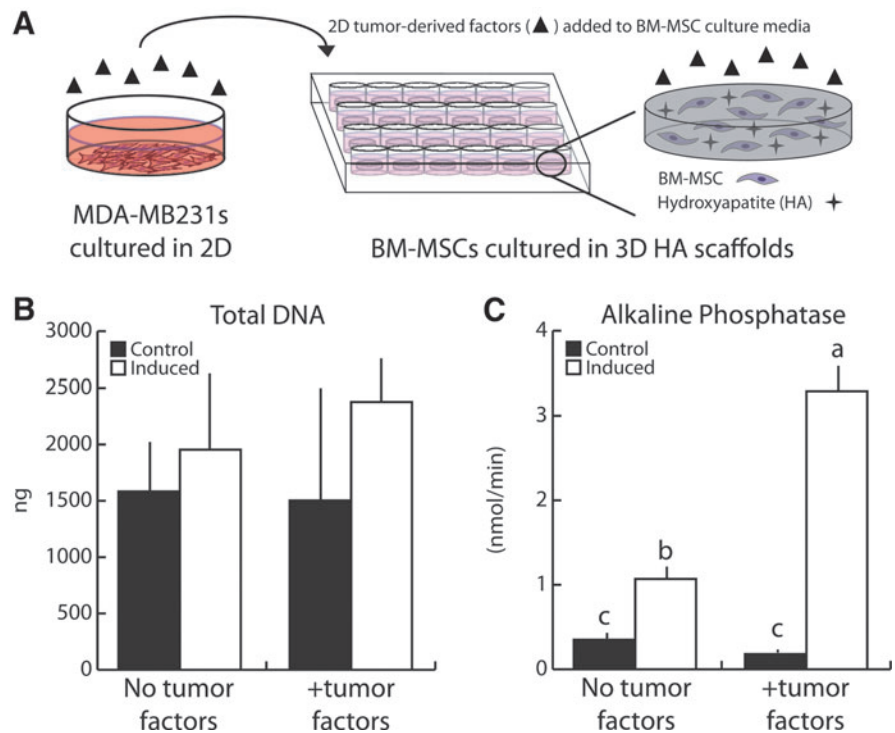 A
2D tumor-derived factors (▲) added to BM-MSC culture media
MDA-MB231s
cultured in 2D
BM-MSC
Hydroxyapatite (HA)
BM-MSCs cultured in 3D HA scaffolds
B
Total DNA
3000
2500
2000
1500
1000
500
0
ng
Control
Induced
No tumor
factors
+tumor
factors
C
Alkaline Phosphatase
4
3
2
1
0
(nmol/min)
Control
Induced
c
b
c
a
No tumor
factors
+tumor
factors